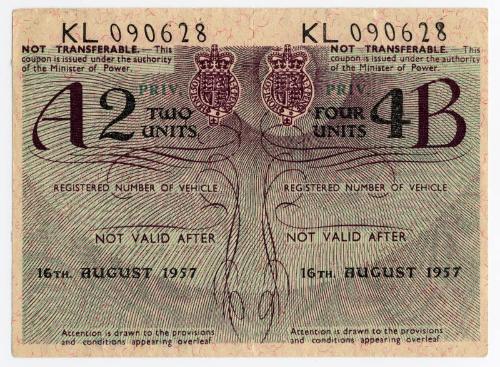 KL 090628
NOT TRANSFERABLE.—This
coupon is issued under the authority
of the Minister of Power.
PRIV.
A 2 TWO
UNITS
REGISTERED NUMBER OF VEHICLE
NOT VALID AFTER
16TH. AUGUST 1957
Attention is drawn to the provisions
and conditions appearing overleaf
KL 090628
NOT TRANSFERABLE.—This
coupon is issued under the authority
of the Minister of Power.
PRIV.
FOUR 4 B
UNITS
REGISTERED NUMBER OF VEHICLE
NOT VALID AFTER
16TH. AUGUST 1957
Attention is drawn to the provisions
and conditions appearing overleaf.